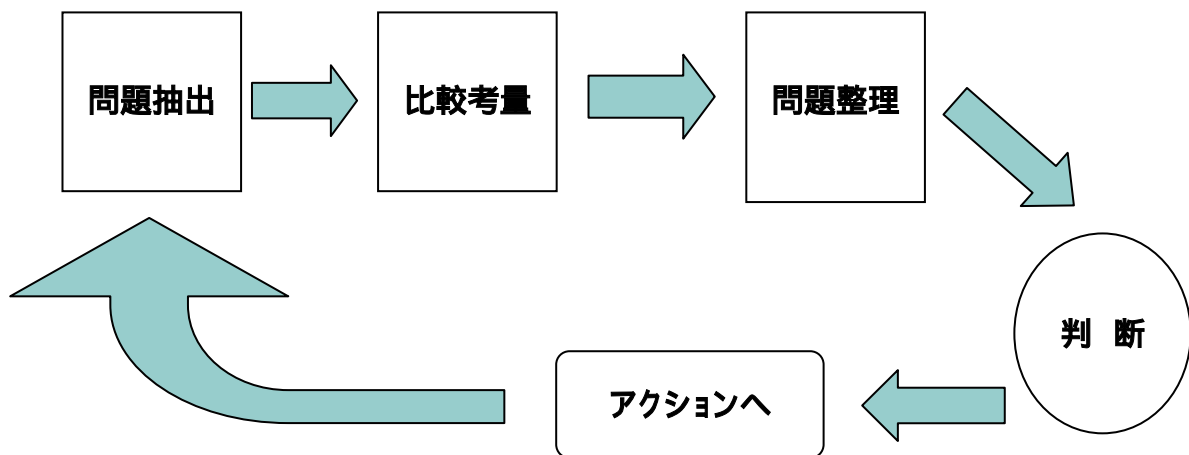 問題抽出
比較考量
問題整理
判　断
アクションへ